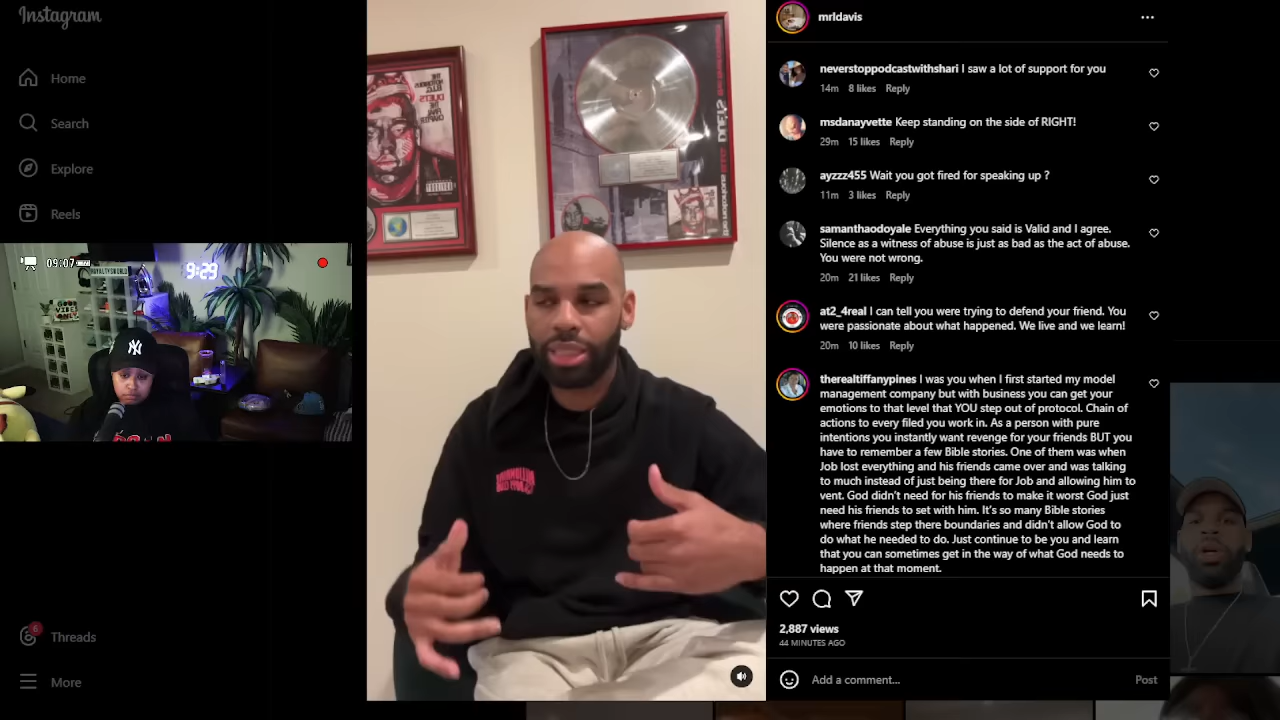 Instagram
Home
Search
Explore
Reels
09:07
9:29
GOOD
VIBES
ONLY
6
Threads
More
mrldavis
neverstoppodcastwithshari I saw a lot of support for you
14m 8 likes Reply
msdanayvette Keep standing on the side of RIGHT!
29m 15 likes Reply
ayzzz455 Wait you got fired for speaking up ?
11m 3 likes Reply
samanthaodoyale Everything you said is Valid and I agree.
Silence as a witness of abuse is just as bad as the act of abuse.
You were not wrong.
20m 21 likes Reply
at2_4real I can tell you were trying to defend your friend. You
were passionate about what happened. We live and we learn!
20m 10 likes Reply
therealtiffanypines I was you when I first started my model
management company but with business you can get your
emotions to that level that YOU step out of protocol. Chain of
actions to every filed you work in. As a person with pure
intentions you instantly want revenge for your friends BUT you
have to remember a few Bible stories. One of them was when
Job lost everything and his friends came over and was talking
to much instead of just being there for Job and allowing him to
vent. God didn't need for his friends to make it worst God just
need his friends to set with him. It's so many Bible stories
where friends step there boundaries and didn't allow God to
do what he needed to do. Just continue to be you and learn
that you can sometimes get in the way of what God needs to
happen at that moment.
2,887 views
44 MINUTES AGO
Add a comment...
Post